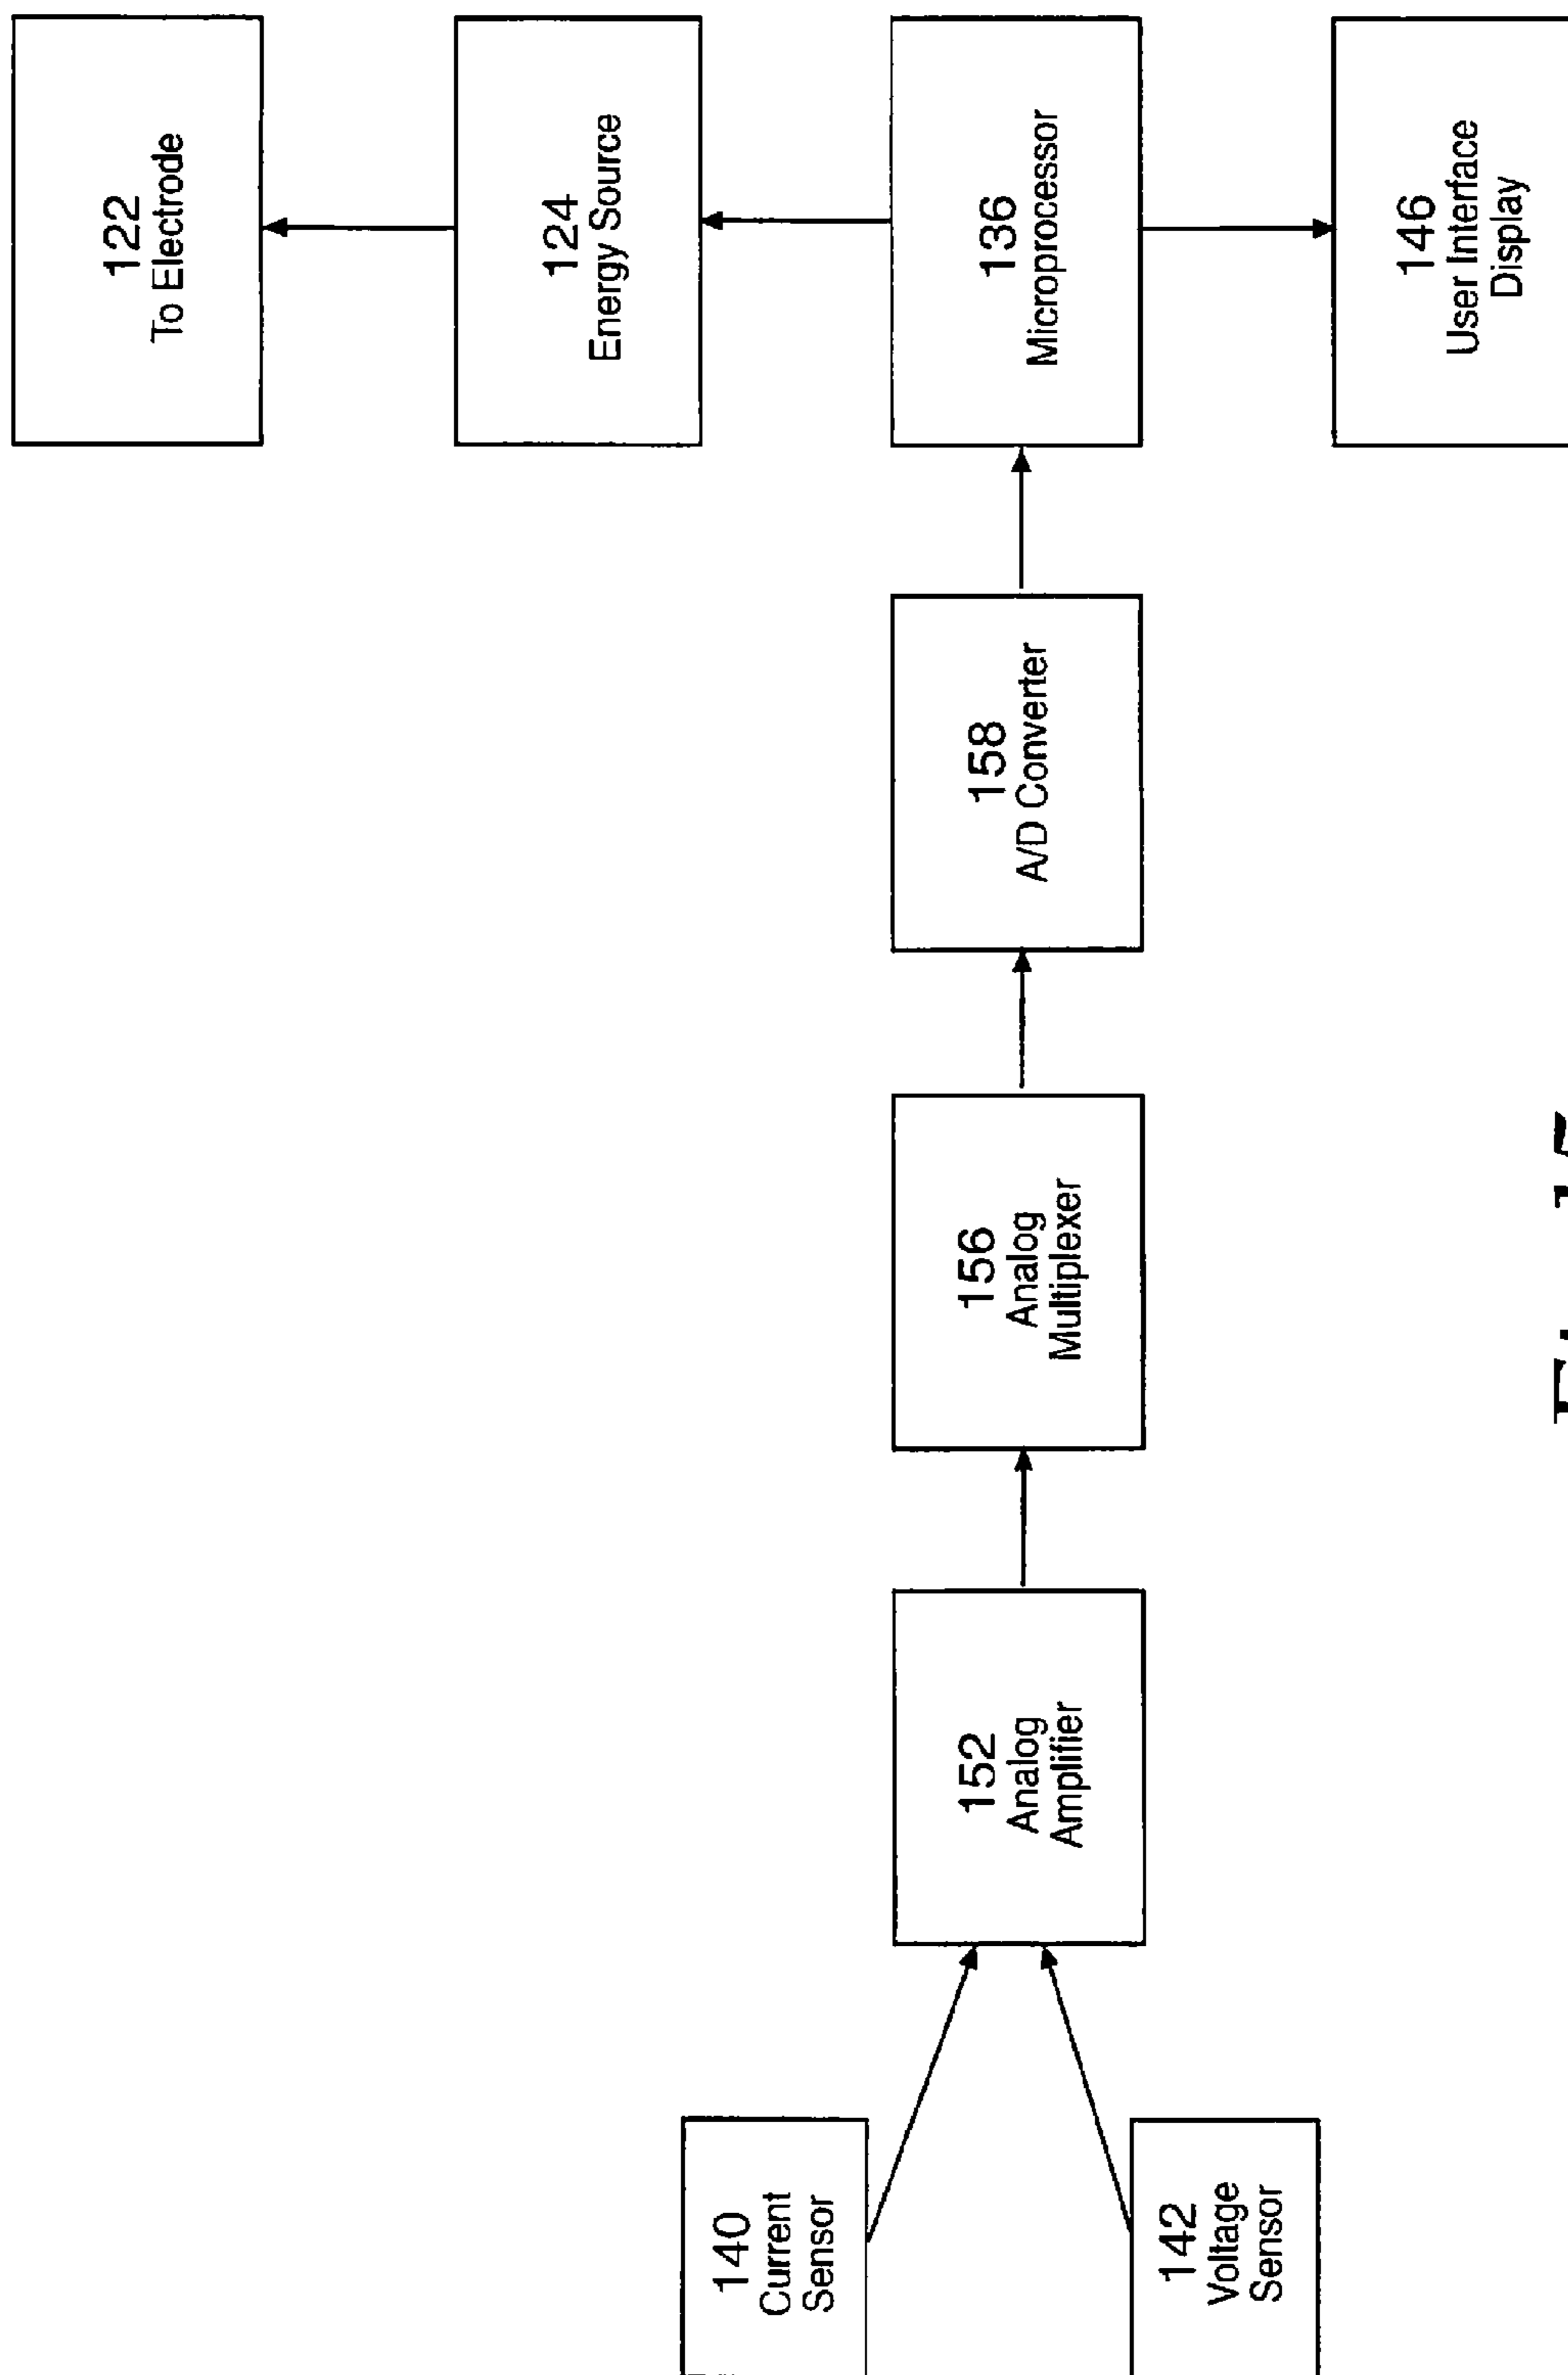 140
Current
Sensor
142
Voltage
Sensor
152
Analog
Amplifier
156
Analog
Multiplexer
158
A/D Converter
122
To Electrode
124
Energy Source
136
Microprocessor
146
User Interface
Display